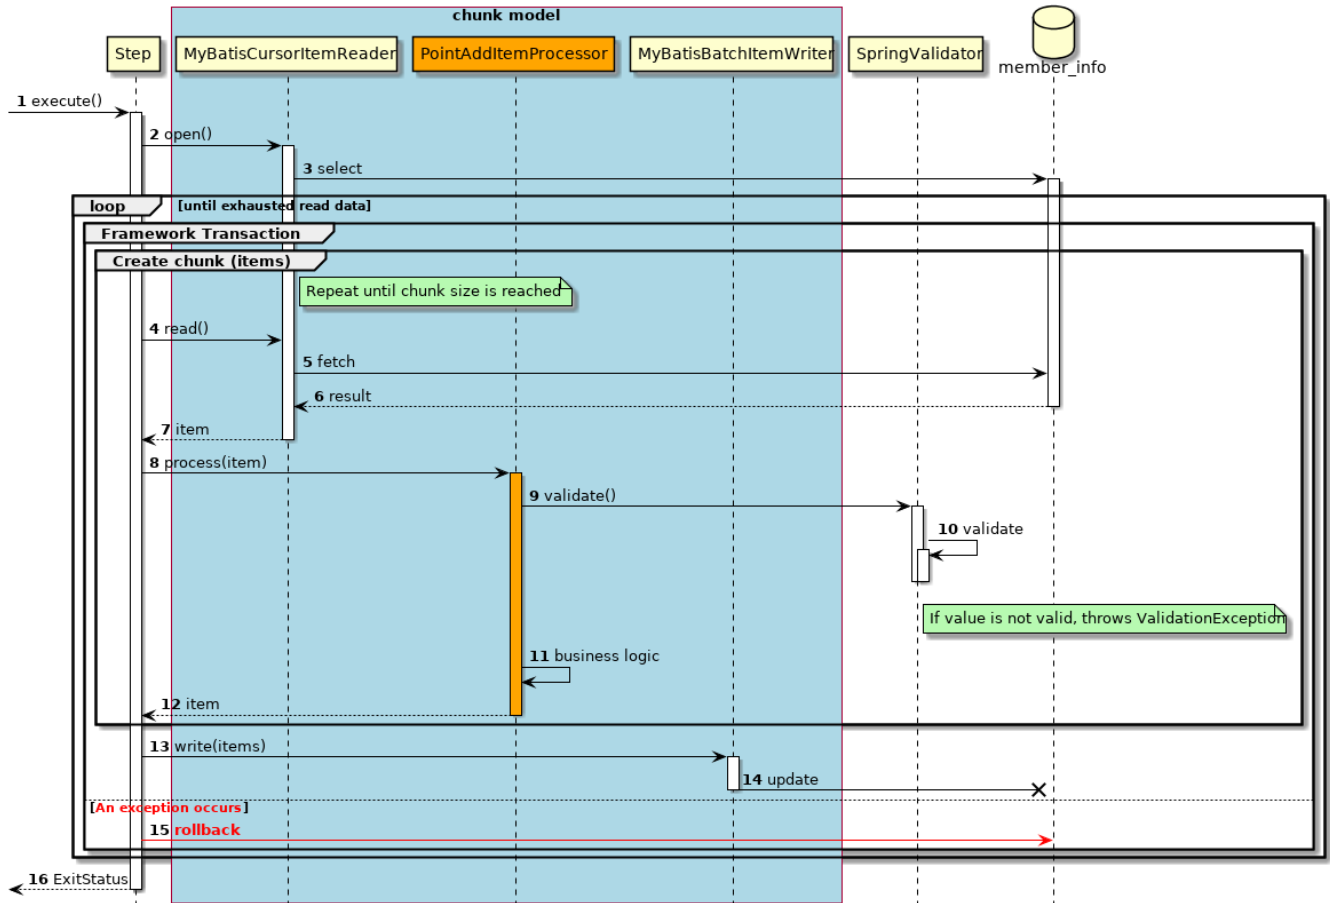 chunk model
Step
MyBatisCursorItemReader
PointAddItemProcessor
MyBatisBatchItemWriter
SpringValidator
member_info
1 execute()
2 open()
3 select
loop [until exhausted read data]
Framework Transaction
Create chunk (items)
Repeat until chunk size is reached
4 read()
5 fetch
6 result
7 item
8 process(item)
9 validate()
10 validate
If value is not valid, throws ValidationException
11 business logic
12 item
13 write(items)
14 update
[An exception occurs]
15 rollback
16 ExitStatus